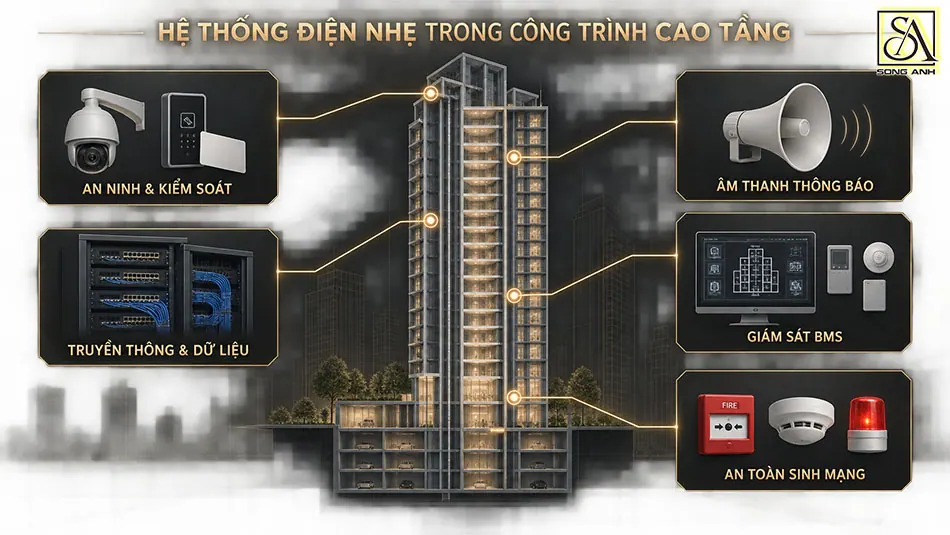 HỆ THỐNG ĐIỆN NHẸ TRONG CÔNG TRÌNH CAO TẦNG
SA
SONG ANH
AN NINH & KIỂM SOÁT
ÂM THANH THÔNG BÁO
TRUYỀN THÔNG & DỮ LIỆU
GIÁM SÁT BMS
FIRE
AN TOÀN SINH MẠNG